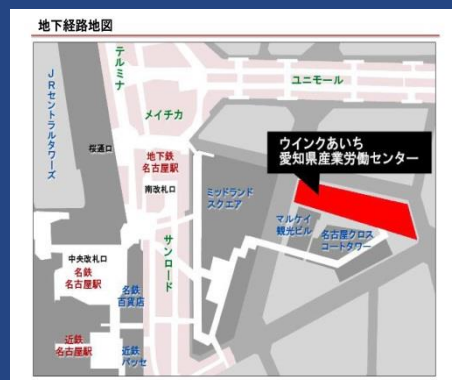 地下経路地図
JRセントラルタワーズ
テルミナ
ユニモール
メイチカ
桜通口
地下鉄
名古屋駅
南改札口
ミッドランド
スクエア
ウインクあいち
愛知県産業労働センター
マルケイ
観光ビル
名古屋クロス
コートタワー
サンロード
中央改札口
名鉄
名古屋駅
名鉄
百貨店
近鉄
名古屋駅
近鉄
パッセ